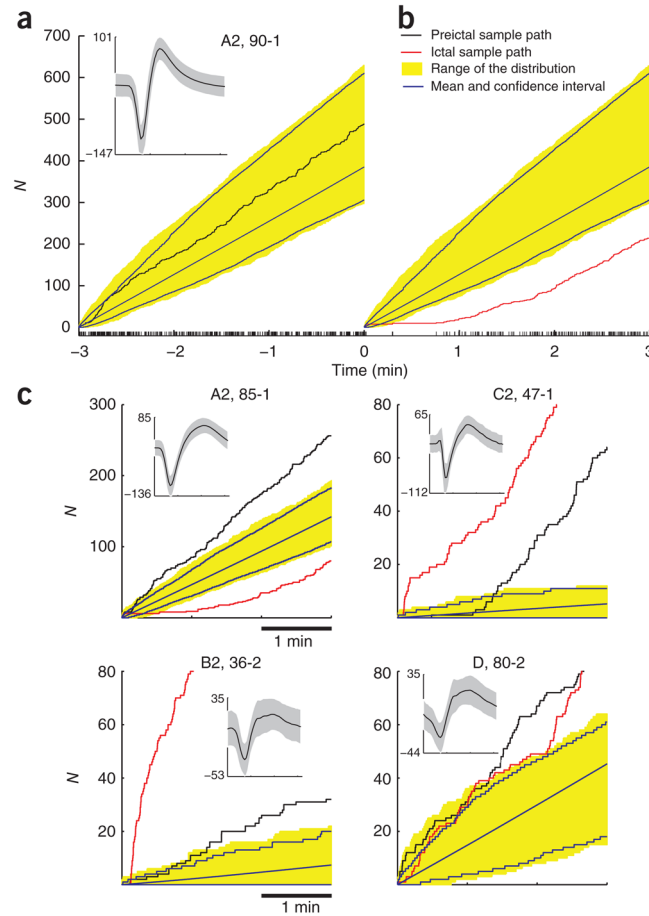 a
b
A2, 90-1
101
−147
N
700
600
500
400
300
200
100
0
−3
−2
−1
0
1
2
3
Time (min)
Preictal sample path
Ictal sample path
Range of the distribution
Mean and confidence interval
c
A2, 85-1
300
200
100
N
85
−136
1 min
C2, 47-1
80
60
40
20
65
−112
B2, 36-2
80
60
40
20
N
35
−53
1 min
D, 80-2
80
60
40
20
35
−44